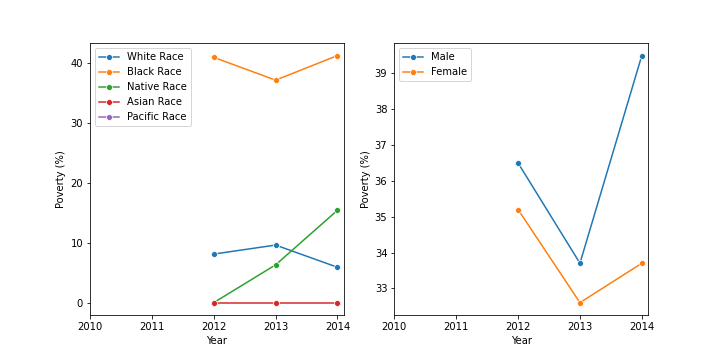 White Race
Black Race
Native Race
Asian Race
Pacific Race
Poverty (%)
40
30
20
10
0
2010 2011 2012 2013 2014
Year
Male
Female
Poverty (%)
39
38
37
36
35
34
33
2010 2011 2012 2013 2014
Year